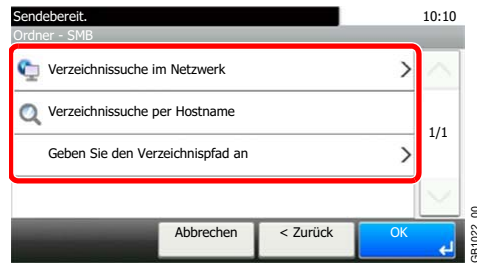 Sendebereit.
10:10
Ordner - SMB
Verzeichnissuche im Netzwerk
Verzeichnissuche per Hostname
1/1
Geben Sie den Verzeichnispfad an
Abbrechen
< Zurück
OK
GB1022_00